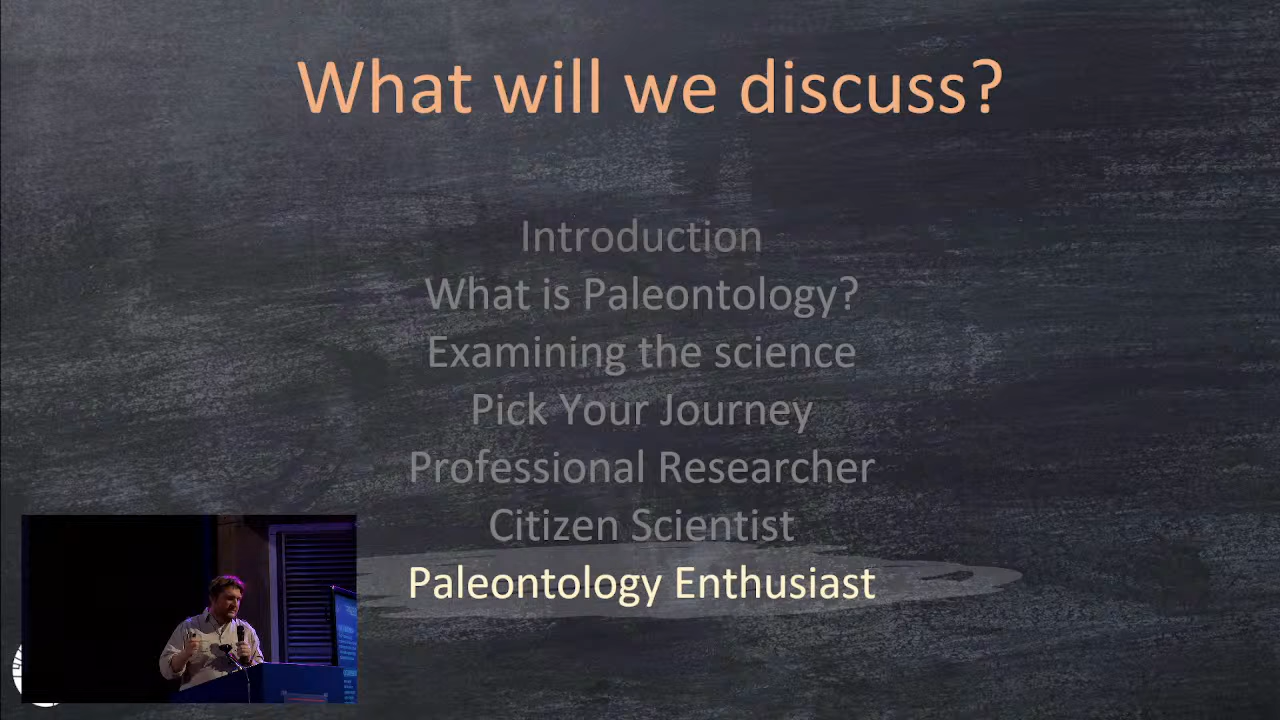 What will we discuss?
Introduction
What is Paleontology?
Examining the science
Pick Your Journey
Professional Researcher
Citizen Scientist
Paleontology Enthusiast